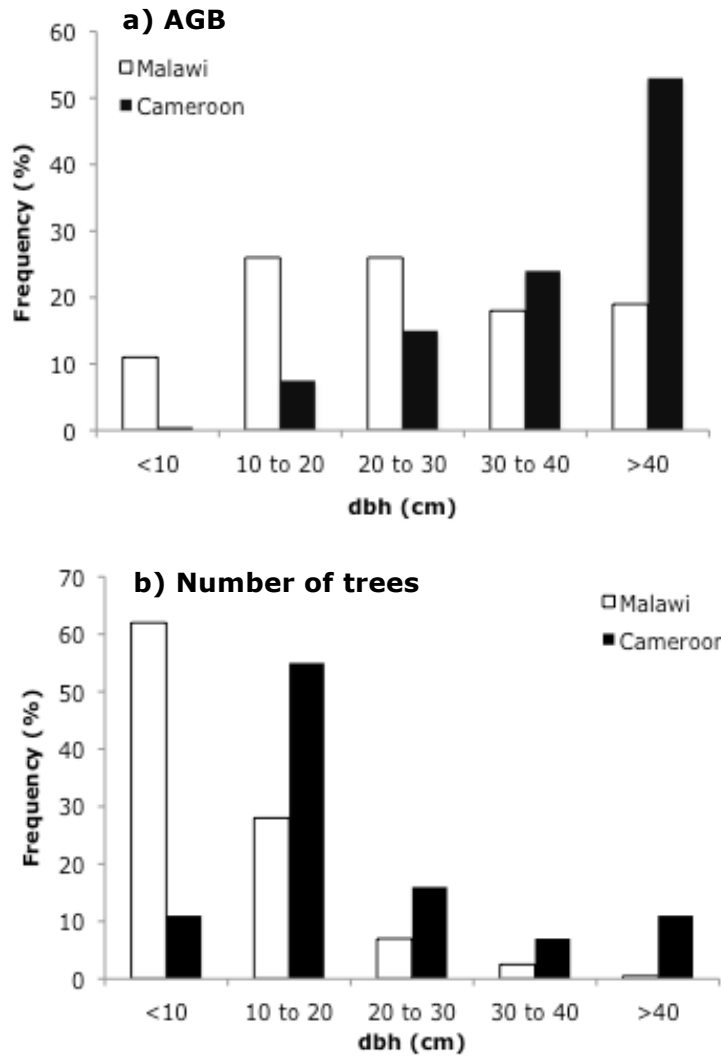 a) AGB
60
Malawi
50
Cameroon
40
30
20
10
0
Frequency (%)
<10 10 to 20 20 to 30 30 to 40 >40
dbh (cm)
b) Number of trees
70
Malawi
60
Cameroon
50
40
30
20
10
0
Frequency (%)
<10 10 to 20 20 to 30 30 to 40 >40
dbh (cm)